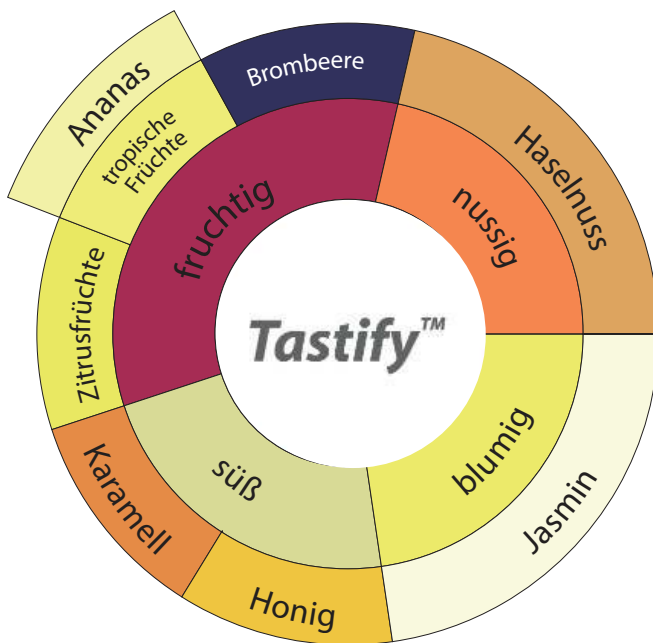 Ananas
Brombeere
tropische
Früchte
Haselnuss
fruchtig
nussig
Zitrusfrüchte
Tastify™
süß
blumig
Karamell
Jasmin
Honig